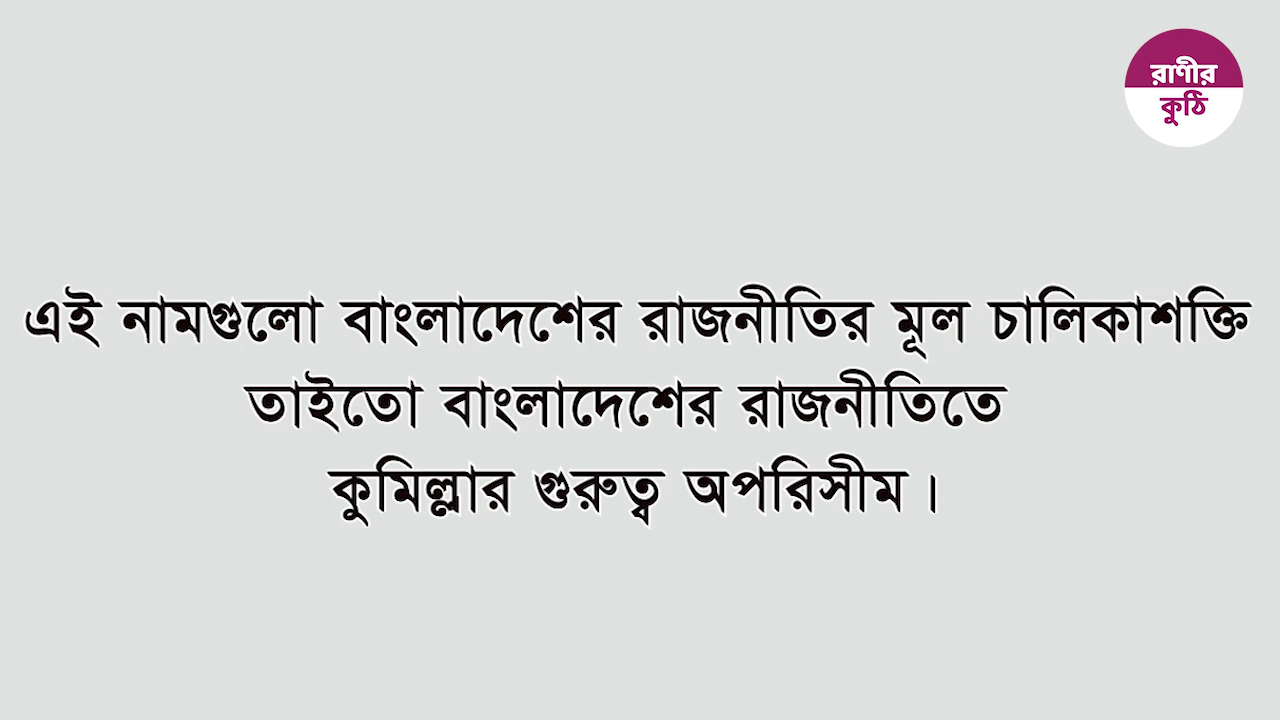 রাণীর
কুঠি
এই নামগুলো বাংলাদেশের রাজনীতির মূল চালিকাশক্তি
তাইতো বাংলাদেশের রাজনীতিতে
কুমিল্লার গুরুত্ব অপরিসীম।